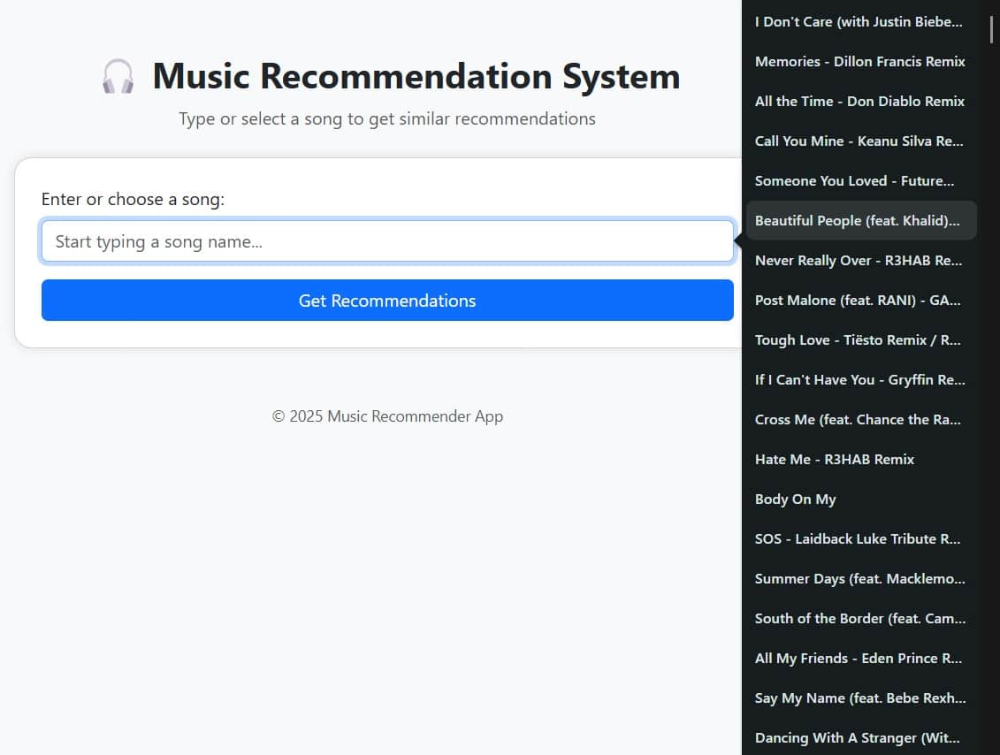 Music Recommendation System
Type or select a song to get similar recommendations
Enter or choose a song:
Start typing a song name...
Get Recommendations
© 2025 Music Recommender App
I Don't Care (with Justin Biebe...
Memories - Dillon Francis Remix
All the Time - Don Diablo Remix
Call You Mine - Keanu Silva Re...
Someone You Loved - Future...
Beautiful People (feat. Khalid)...
Never Really Over - R3HAB Re...
Post Malone (feat. RANI) - GA...
Tough Love - Tiësto Remix / R...
If I Can't Have You - Gryffin Re...
Cross Me (feat. Chance the Ra...
Hate Me - R3HAB Remix
Body On My
SOS - Laidback Luke Tribute R...
Summer Days (feat. Macklemo...
South of the Border (feat. Cam...
All My Friends - Eden Prince R...
Say My Name (feat. Bebe Rexh...
Dancing With A Stranger (Wit...